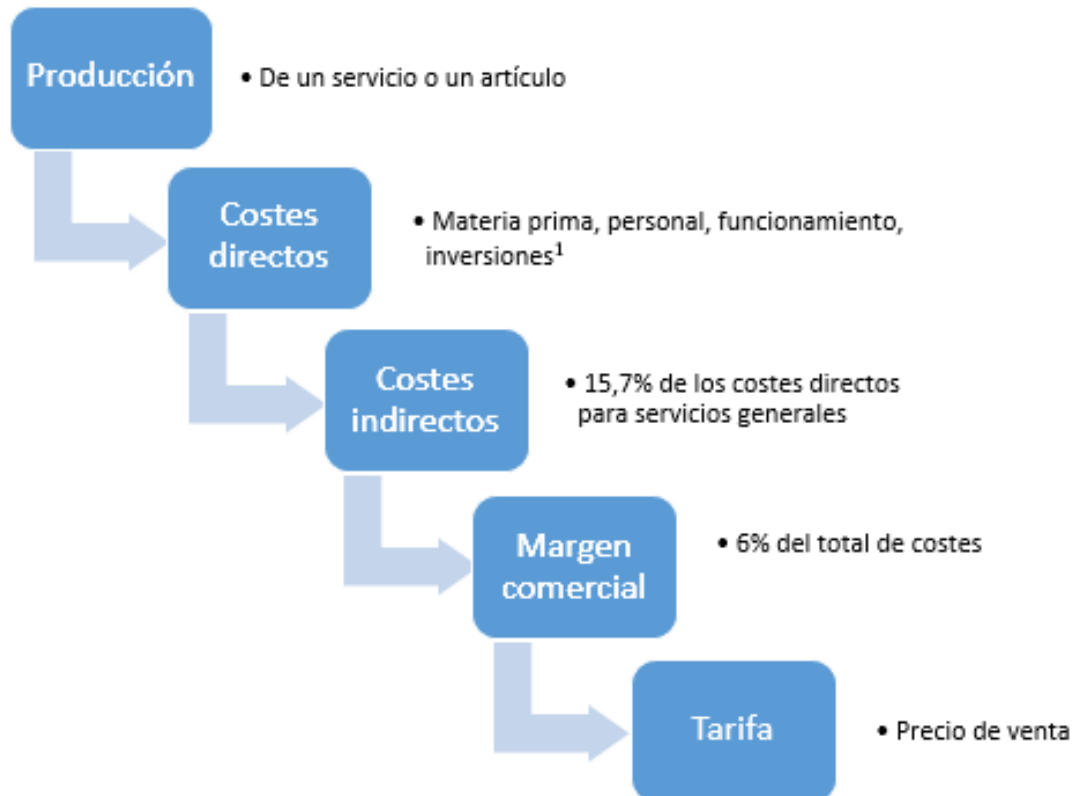 Producción
• De un servicio o un artículo
Costes
directos
• Materia prima, personal, funcionamiento,
inversiones¹
Costes
indirectos
• 15,7% de los costes directos
para servicios generales
Margen
comercial
• 6% del total de costes
Tarifa
• Precio de venta